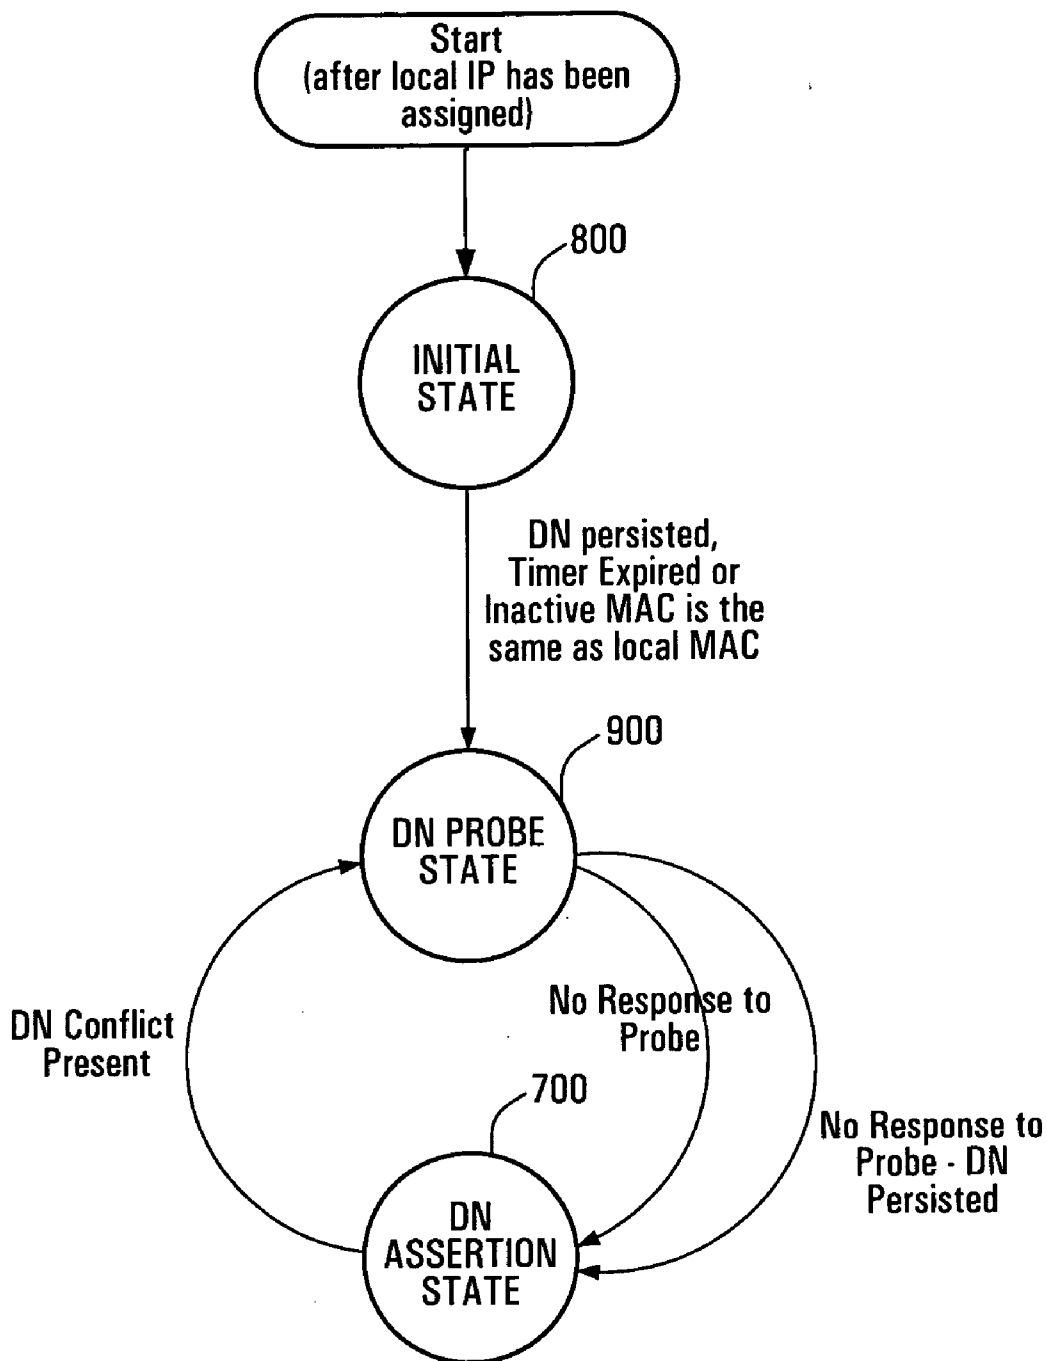 Start
(after local IP has been
assigned)
800
INITIAL
STATE
DN persisted,
Timer Expired or
Inactive MAC is the
same as local MAC
900
DN PROBE
STATE
No Response to
Probe
DN Conflict
Present
700
No Response to
Probe - DN
Persisted
DN
ASSERTION
STATE